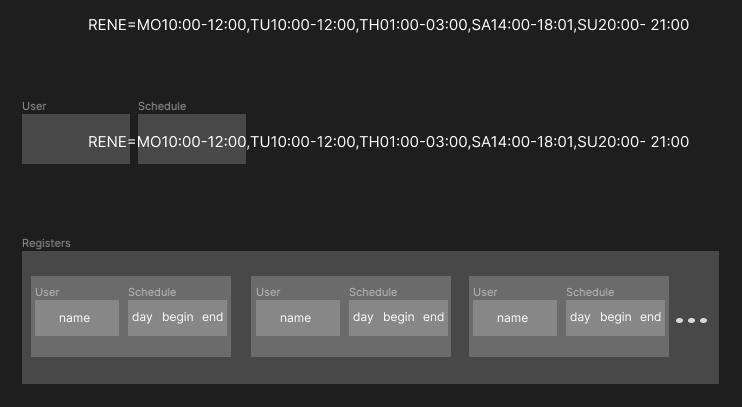 RENE=MO10:00-12:00,TU10:00-12:00,TH01:00-03:00,SA14:00-18:01,SU20:00- 21:00
User Schedule
RENE=MO10:00-12:00,TU10:00-12:00,TH01:00-03:00,SA14:00-18:01,SU20:00- 21:00
Registers
User Schedule User Schedule User Schedule
name day begin end name day begin end name day begin end ...